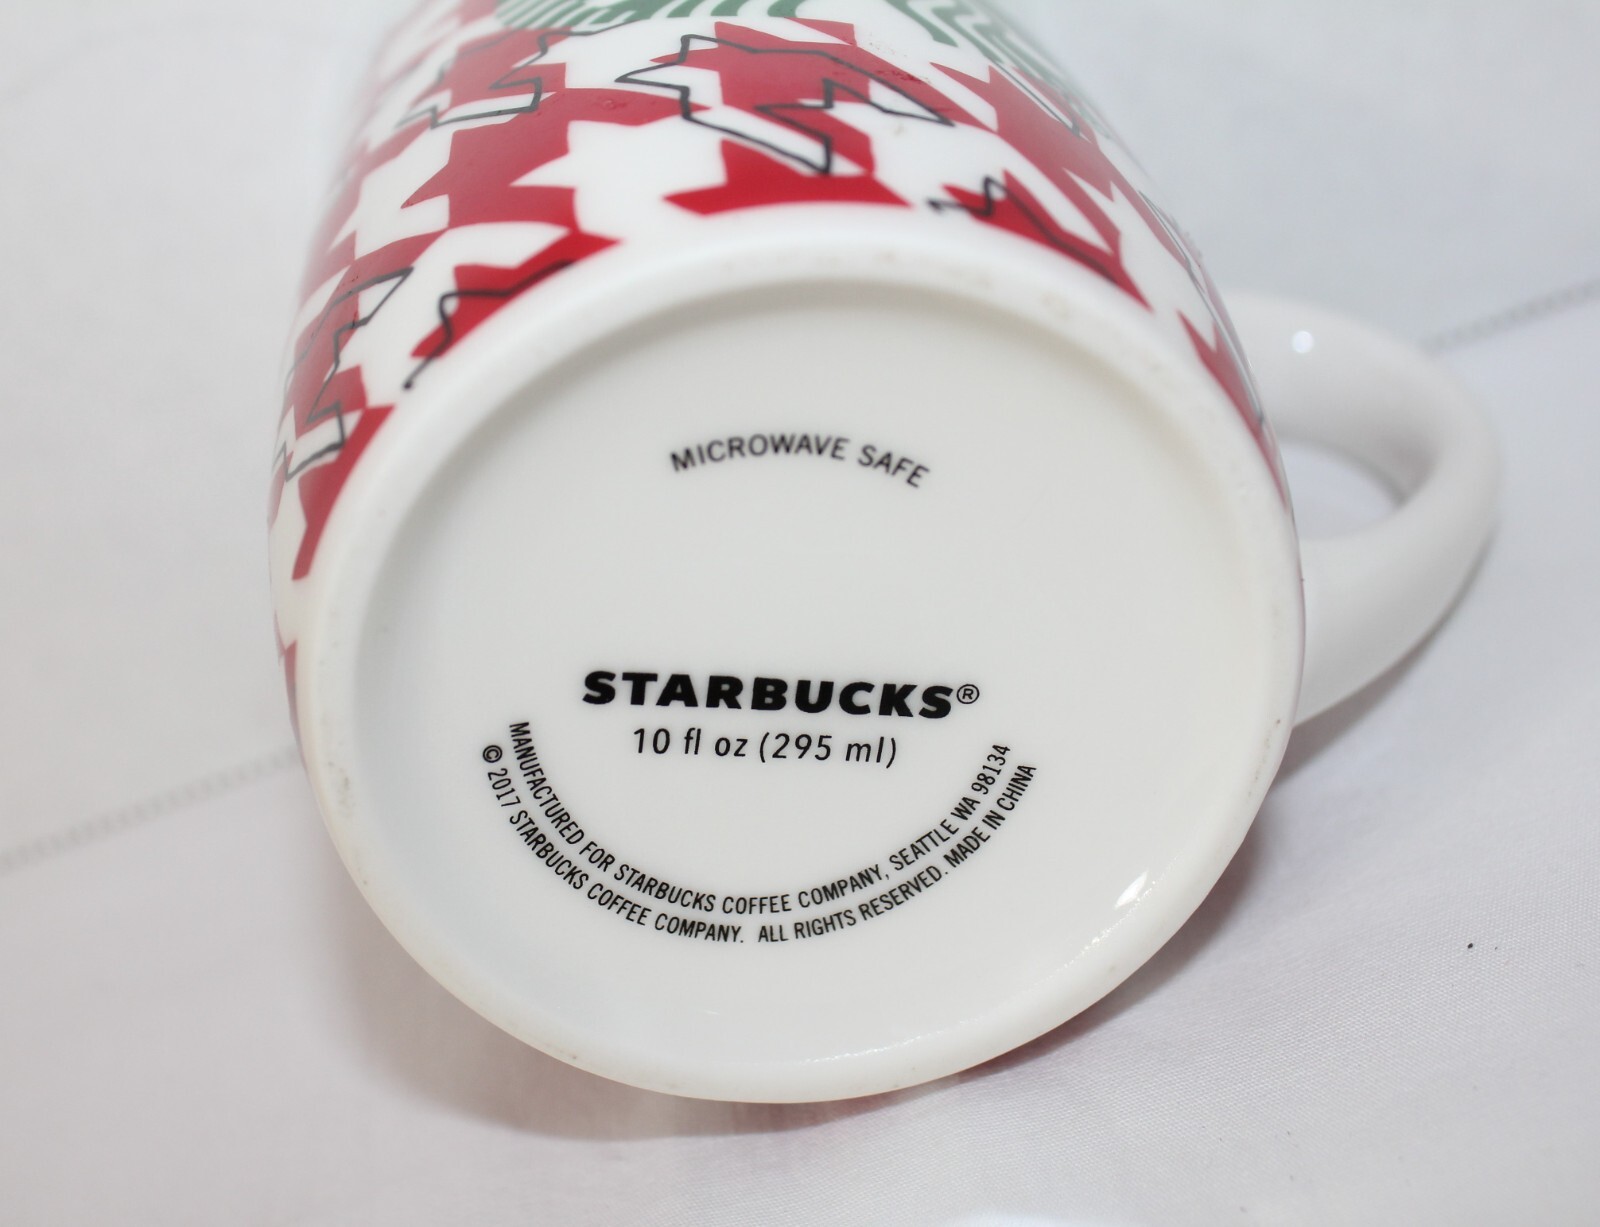 MICROWAVE SAFE
STARBUCKS®
10 fl oz (295 ml)
MANUFACTURED FOR STARBUCKS COFFEE COMPANY, SEATTLE WA 98134
© 2017 STARBUCKS COFFEE COMPANY. ALL RIGHTS RESERVED. MADE IN CHINA